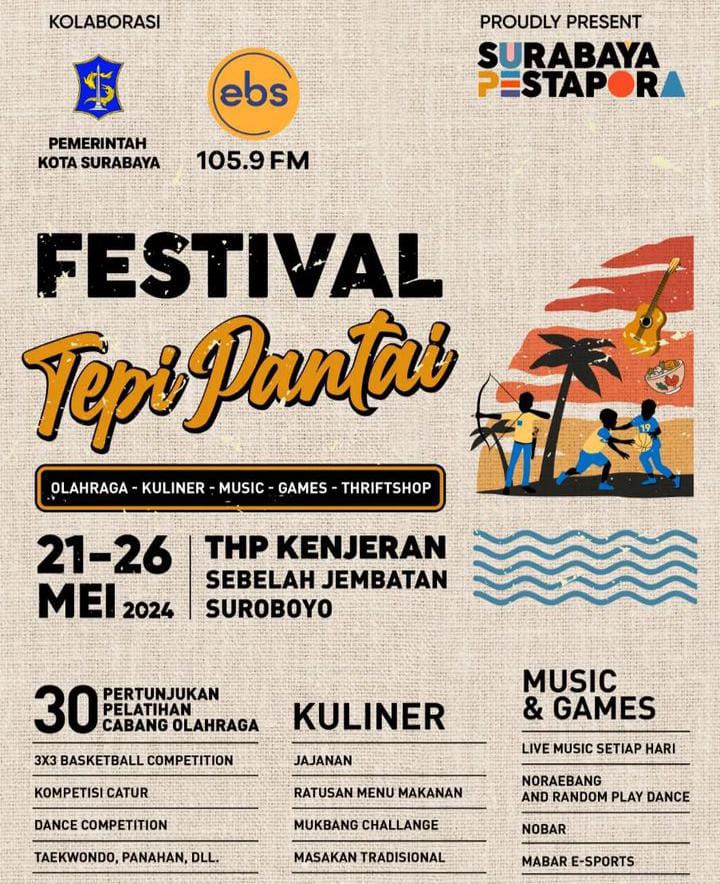 KOLABORASI
PEMERINTAH
KOTA SURABAYA
ebs
105.9 FM
PROUDLY PRESENT
SURABAYA
PESTAPORA
FESTIVAL
Tepi Pantai
OLAHRAGA - KULINER - MUSIC - GAMES - THRIFTSHOP
21-26
MEI 2024
THP KENJERAN
SEBELAH JEMBATAN
SUROBOYO
19
30 PERTUNJUKAN
PELATIHAN
CABANG OLAHRAGA
3X3 BASKETBALL COMPETITION
KOMPETISI CATUR
DANCE COMPETITION
TAEKWONDO, PANAHAN, DLL.
KULINER
JAJANAN
RATUSAN MENU MAKANAN
MUKBANG CHALLANGE
MASAKAN TRADISIONAL
MUSIC
& GAMES
LIVE MUSIC SETIAP HARI
NORAEBANG
AND RANDOM PLAY DANCE
NOBAR
MABAR E-SPORTS